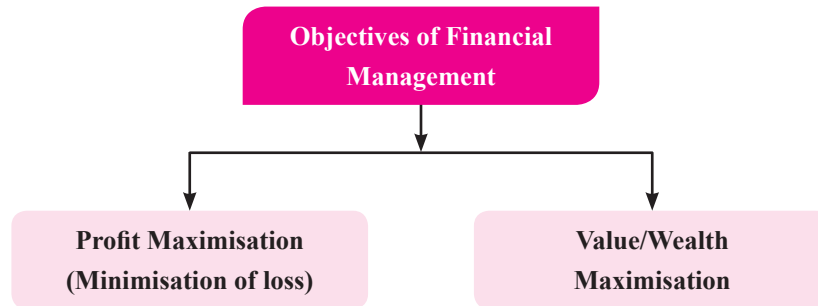 Objectives of Financial
Management
Profit Maximisation
(Minimisation of loss)
Value/Wealth
Maximisation